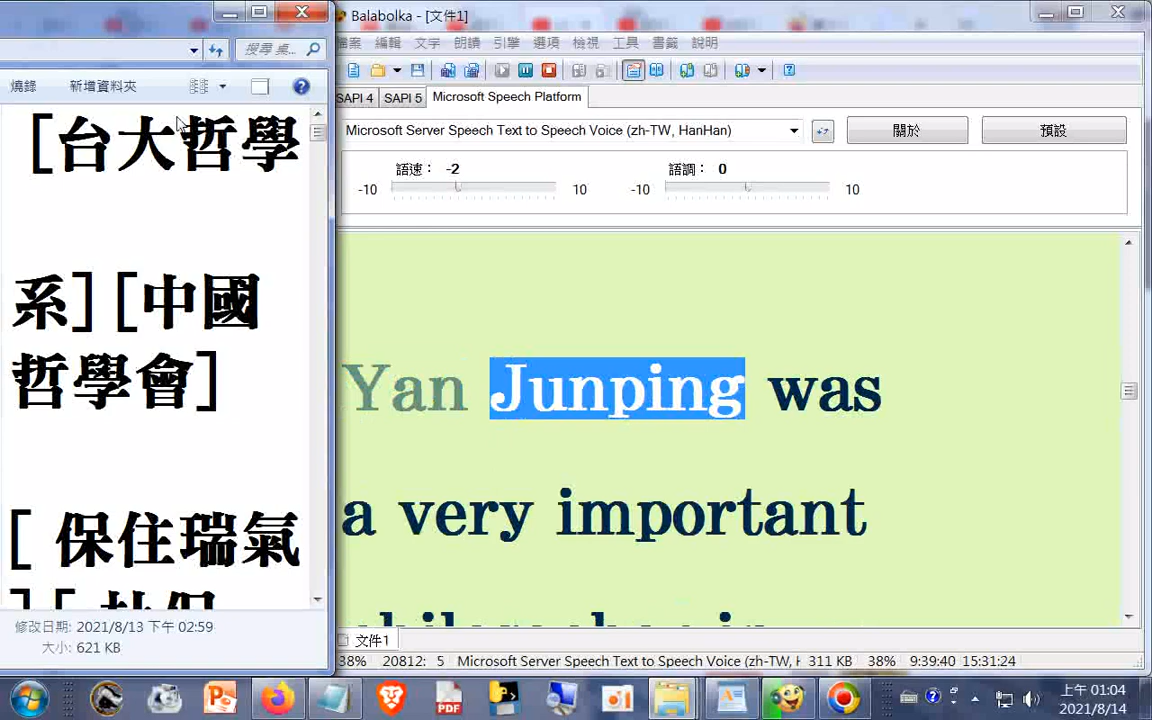 Balabolka - [文件1]
搜尋 桌...
檔案 編輯 文字 朗讀 引擎 選項 檢視 工具 書籤 說明
燒錄 新增資料夾
SAPI 4 SAPI 5 Microsoft Speech Platform
[台大哲學
系] [中國
哲學會]
[ 保住瑞氣
Microsoft Server Speech Text to Speech Voice (zh-TW, HanHan)
關於
預設
語速： -2
語調： 0
-10 10 -10 10
Yan Junping was
a very important
修改日期: 2021/8/13 下午 02:59
大小: 621 KB
文件1
38% 20812: 5 Microsoft Server Speech Text to Speech Voice (zh-TW, H 311 KB 38% 9:39:40 15:31:24
PDF
上午 01:04
2021/8/14